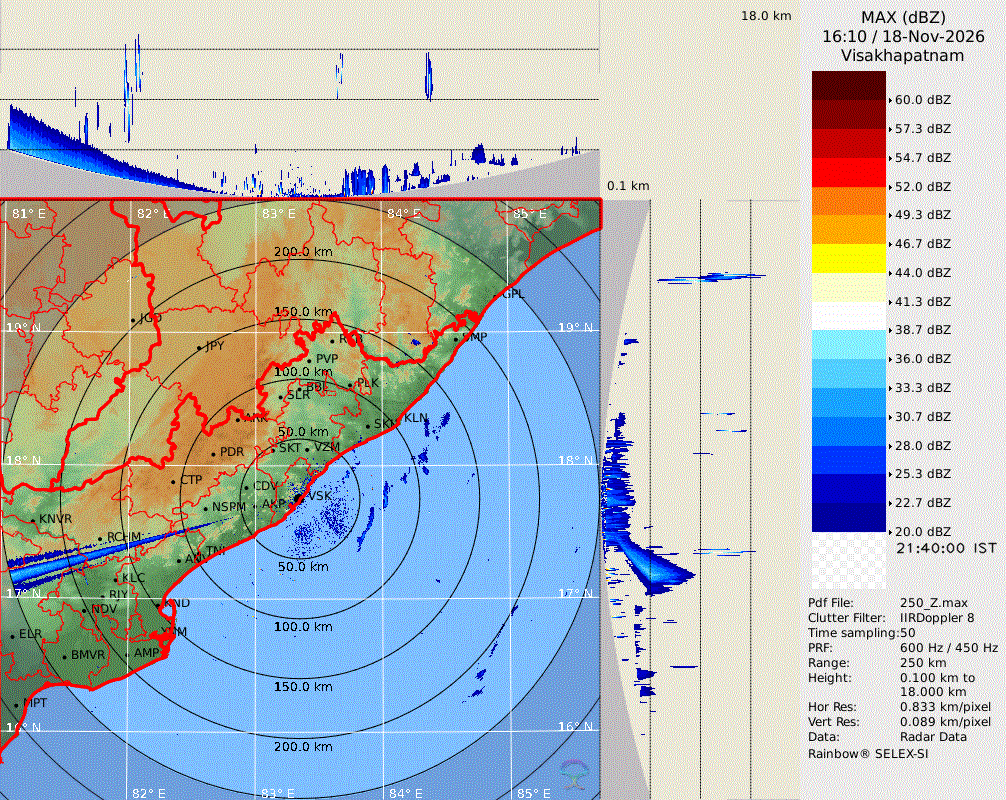 18.0 km
0.1 km
MAX (dBZ)
16:10 / 18-Nov-2026
Visakhapatnam
60.0 dBZ
57.3 dBZ
54.7 dBZ
52.0 dBZ
49.3 dBZ
46.7 dBZ
44.0 dBZ
41.3 dBZ
38.7 dBZ
36.0 dBZ
33.3 dBZ
30.7 dBZ
28.0 dBZ
25.3 dBZ
22.7 dBZ
20.0 dBZ
21:40:00 IST
Pdf File: 250_Z.max
Clutter Filter: IIRDoppler 8
Time sampling:50
PRF: 600 Hz / 450 Hz
Range: 250 km
Height: 0.100 km to
18.000 km
Hor Res: 0.833 km/pixel
Vert Res: 0.089 km/pixel
Data: Radar Data
Rainbow® SELEX-SI
81° E 82° E 83° E 84° E 85° E
200.0 km
GPL
150.0 km
JGD
19° N 19° N
SMP
JPY
PVP
100.0 km
BBL PLK
SLR
ARK SKM KLN
50.0 km
PDR SKT VZM
18° N 18° N
CTP CDV
VSK
NSPM AKP
KNVR
RCHM
TNI
50.0 km
KLC
17° N 17° N
RJY
NDV KND
100.0 km
ELR YNM
BMVR AMP
150.0 km
MPT
16° N 16° N
200.0 km
82° E 83° E 84° E 85° E